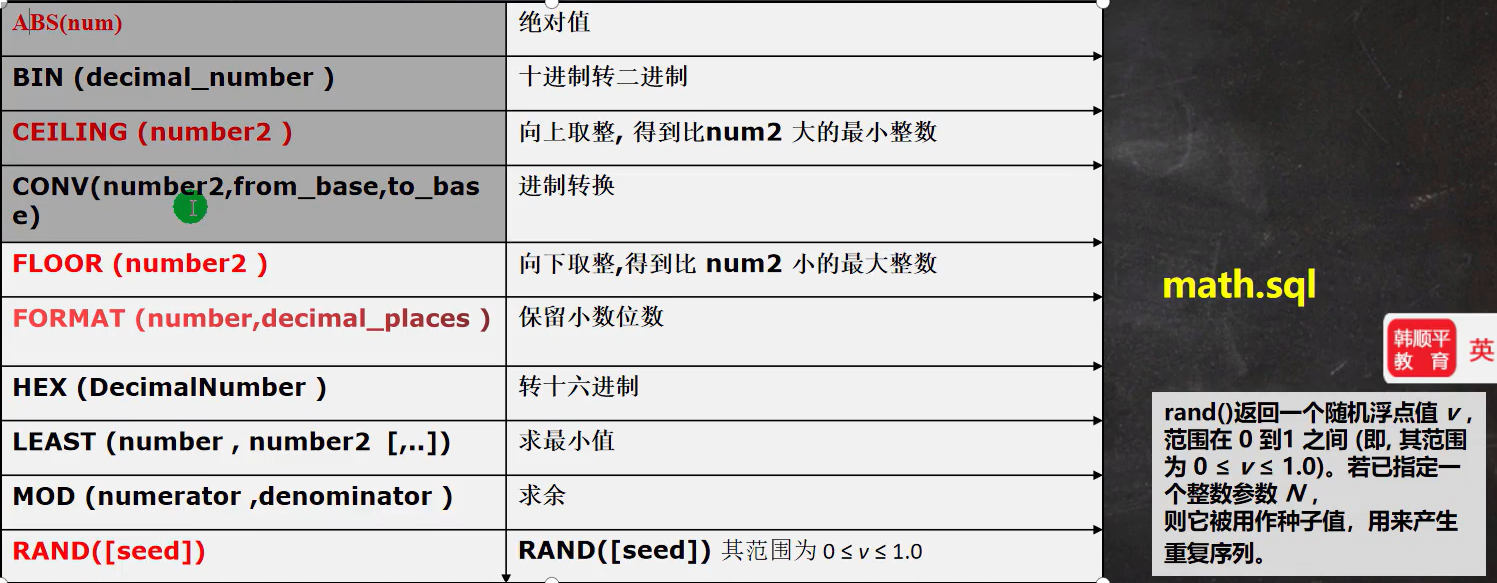 ABS(num)
绝对值
BIN (decimal_number )
十进制转二进制
CEILING (number2 )
向上取整, 得到比num2 大的最小整数
CONV(number2,from_base,to_bas
e)
进制转换
FLOOR (number2 )
向下取整,得到比 num2 小的最大整数
FORMAT (number,decimal_places )
保留小数位数
HEX (DecimalNumber )
转十六进制
LEAST (number , number2 [,..])
求最小值
MOD (numerator ,denominator )
求余
RAND([seed])
RAND([seed]) 其范围为 0 ≤ v ≤ 1.0
math.sql
韩顺平
教 育
英
rand()返回一个随机浮点值 v ,
范围在 0 到1 之间 (即, 其范围
为 0 ≤ v ≤ 1.0)。若已指定一
个整数参数 N ,
则它被用作种子值，用来产生
重复序列。